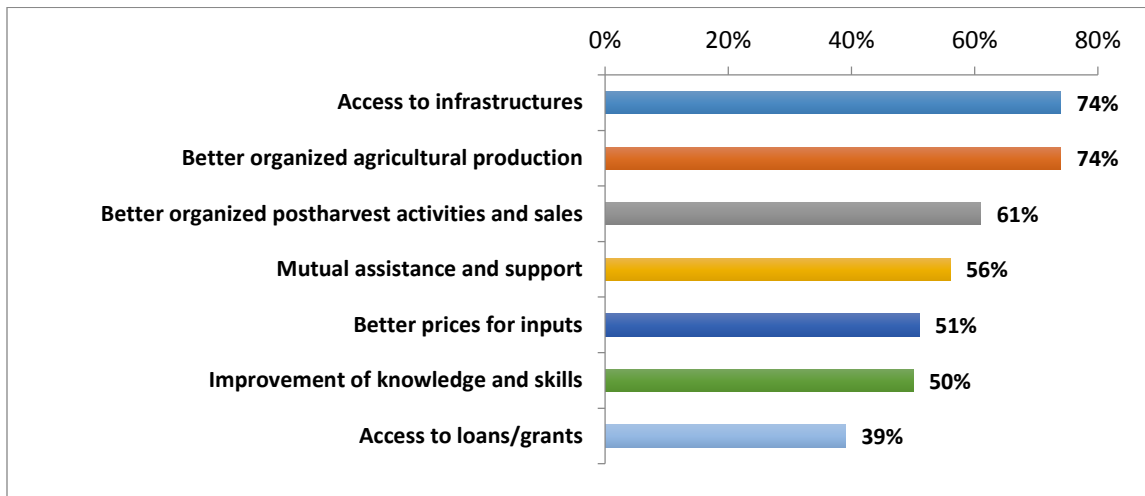 0% 20% 40% 60% 80%
Access to infrastructures 74%
Better organized agricultural production 74%
Better organized postharvest activities and sales 61%
Mutual assistance and support 56%
Better prices for inputs 51%
Improvement of knowledge and skills 50%
Access to loans/grants 39%